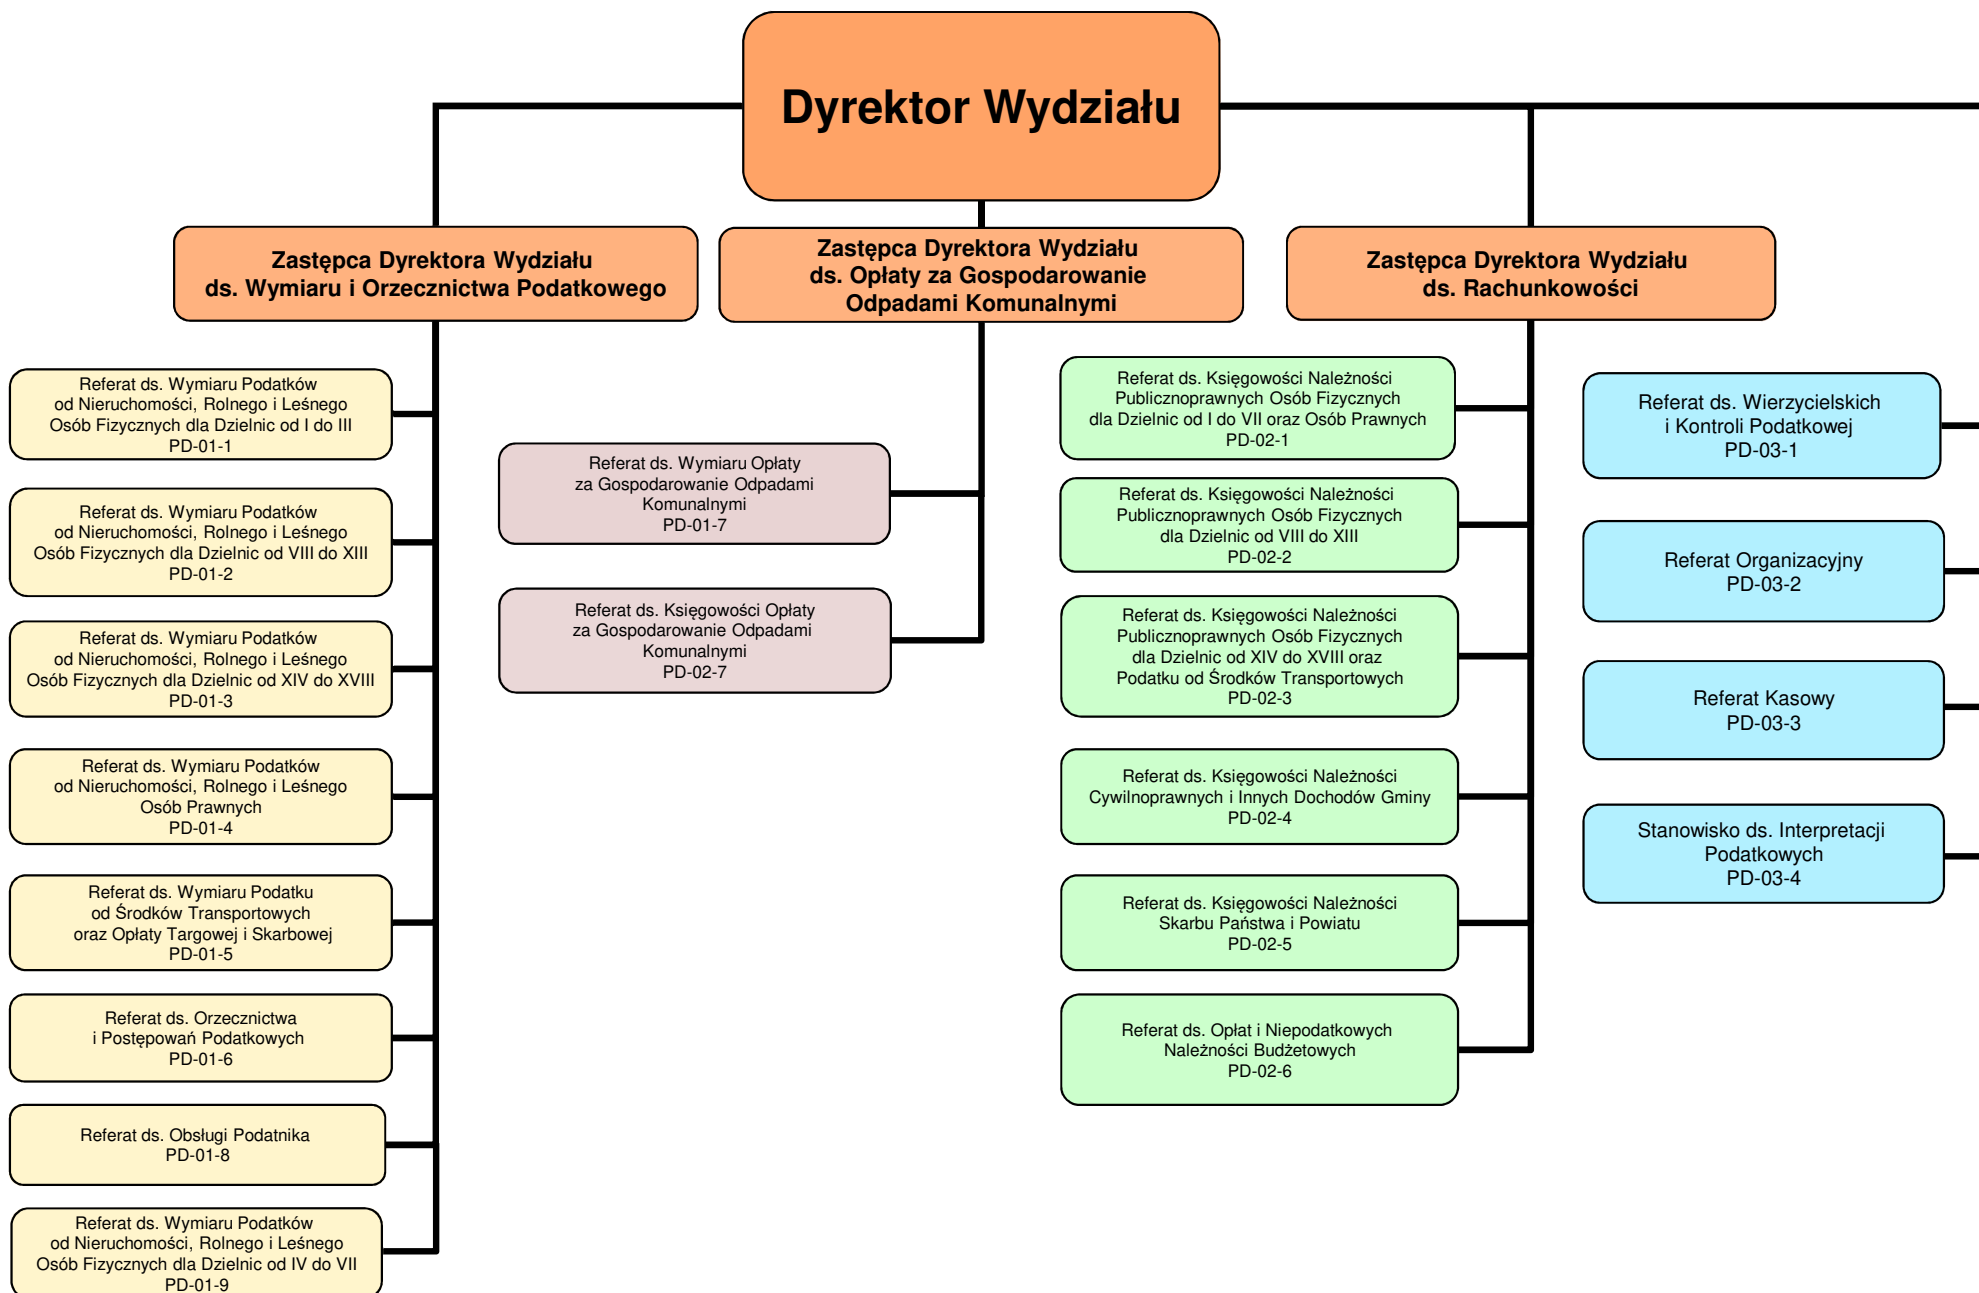 Dyrektor Wydziału
Zastępca Dyrektora Wydziału
ds. Wymiaru i Orzecznictwa Podatkowego
Zastępca Dyrektora Wydziału
ds. Opłaty za Gospodarowanie
Odpadami Komunalnymi
Zastępca Dyrektora Wydziału
ds. Rachunkowości
Referat ds. Wymiaru Podatków
od Nieruchomości, Rolnego i Leśnego
Osób Fizycznych dla Dzielnic od I do III
PD-01-1
Referat ds. Wymiaru Podatków
od Nieruchomości, Rolnego i Leśnego
Osób Fizycznych dla Dzielnic od VIII do XIII
PD-01-2
Referat ds. Wymiaru Podatków
od Nieruchomości, Rolnego i Leśnego
Osób Fizycznych dla Dzielnic od XIV do XVIII
PD-01-3
Referat ds. Wymiaru Podatków
od Nieruchomości, Rolnego i Leśnego
Osób Prawnych
PD-01-4
Referat ds. Wymiaru Podatku
od Środków Transportowych
oraz Opłaty Targowej i Skarbowej
PD-01-5
Referat ds. Orzecznictwa
i Postępowań Podatkowych
PD-01-6
Referat ds. Obsługi Podatnika
PD-01-8
Referat ds. Wymiaru Podatków
od Nieruchomości, Rolnego i Leśnego
Osób Fizycznych dla Dzielnic od IV do VII
PD-01-9
Referat ds. Wymiaru Opłaty
za Gospodarowanie Odpadami
Komunalnymi
PD-01-7
Referat ds. Księgowości Opłaty
za Gospodarowanie Odpadami
Komunalnymi
PD-02-7
Referat ds. Księgowości Należności
Publicznoprawnych Osób Fizycznych
dla Dzielnic od I do VII oraz Osób Prawnych
PD-02-1
Referat ds. Księgowości Należności
Publicznoprawnych Osób Fizycznych
dla Dzielnic od VIII do XIII
PD-02-2
Referat ds. Księgowości Należności
Publicznoprawnych Osób Fizycznych
dla Dzielnic od XIV do XVIII oraz
Podatku od Środków Transportowych
PD-02-3
Referat ds. Księgowości Należności
Cywilnoprawnych i Innych Dochodów Gminy
PD-02-4
Referat ds. Księgowości Należności
Skarbu Państwa i Powiatu
PD-02-5
Referat ds. Opłat i Niepodatkowych
Należności Budżetowych
PD-02-6
Referat ds. Wierzycielskich
i Kontroli Podatkowej
PD-03-1
Referat Organizacyjny
PD-03-2
Referat Kasowy
PD-03-3
Stanowisko ds. Interpretacji
Podatkowych
PD-03-4